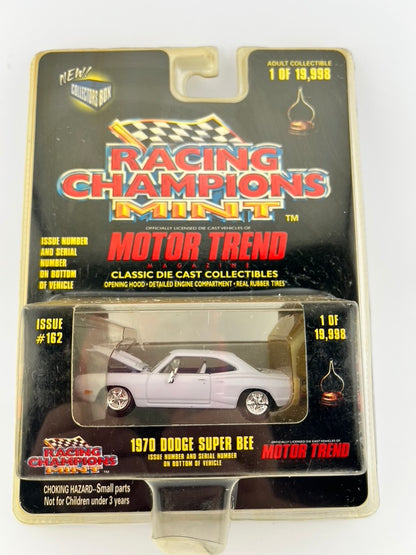 NEW!
COLLECTORS BOX
ADULT COLLECTIBLE
1 OF 19,998
RACING
CHAMPIONS
MINT™
OFFICIALLY LICENSED DIE CAST VEHICLES OF
MOTOR TREND
MAGAZINE
ISSUE NUMBER
AND SERIAL
NUMBER
ON BOTTOM
OF VEHICLE
CLASSIC DIE CAST COLLECTIBLES
OPENING HOOD • DETAILED ENGINE COMPARTMENT • REAL RUBBER TIRES
ISSUE
#162
1 OF
19,998
RACING
CHAMPIONS
MINT™
1970 DODGE SUPER BEE
ISSUE NUMBER AND SERIAL NUMBER
ON BOTTOM OF VEHICLE
OFFICIALLY LICENSED DIE CAST VEHICLES OF
MOTOR TREND
CHOKING HAZARD--Small parts
Not for Children under 3 years